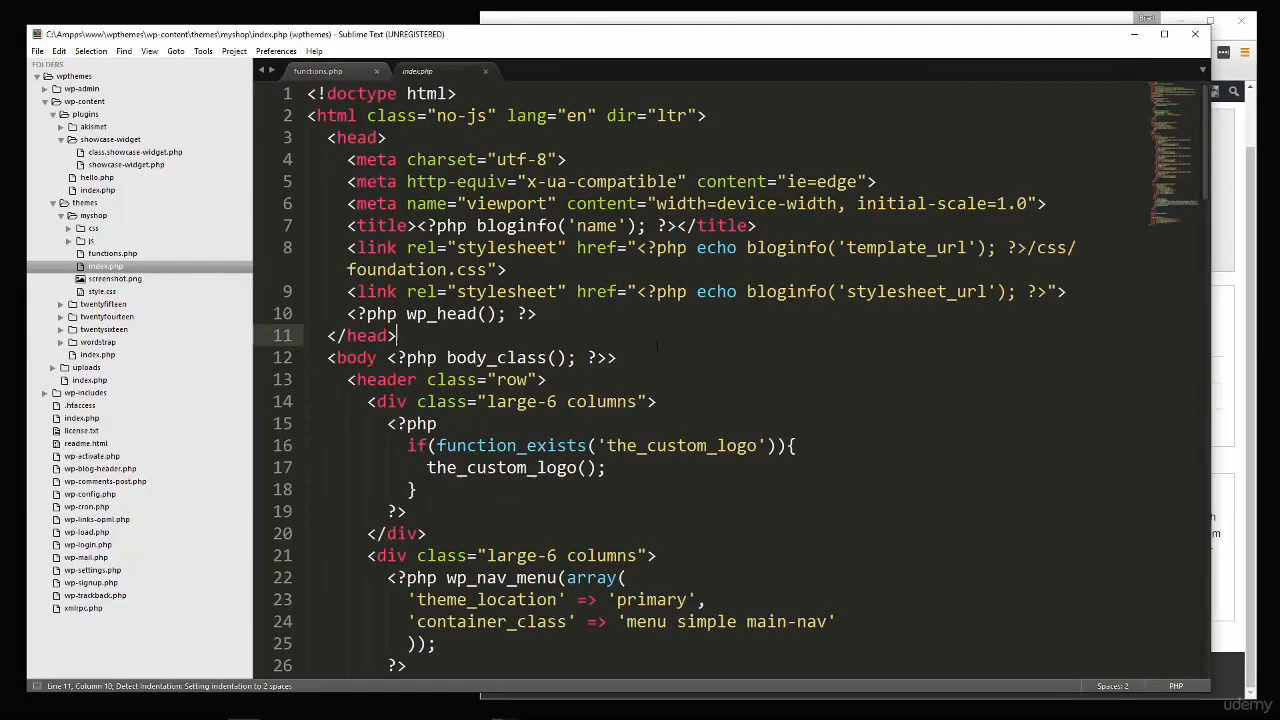 Brad
C:\Ampps\www\wpthemes\wp-content\themes\myshop\index.php (wpthemes) - Sublime Text (UNREGISTERED)
File Edit Selection Find View Goto Tools Project Preferences Help
FOLDERS
wpthemes
wp-admin
wp-content
plugins
akismet
showcase-widget
class.showcase-widget.php
showcase-widget.php
hello.php
index.php
themes
myshop
css
js
functions.php
index.php
screenshot.png
style.css
twentyfifteen
twentyfourteen
twentysixteen
wordstrap
index.php
uploads
index.php
wp-includes
.htaccess
index.php
license.txt
readme.html
wp-activate.php
wp-blog-header.php
wp-comments-post.php
wp-config.php
wp-cron.php
wp-links-opml.php
wp-load.php
wp-login.php
wp-mail.php
wp-settings.php
wp-signup.php
wp-trackback.php
xmlrpc.php
functions.php × index.php ×
1 <!doctype html>
2 <html class="no-js" lang="en" dir="ltr">
3 <head>
4 <meta charset="utf-8">
5 <meta http-equiv="x-ua-compatible" content="ie=edge">
6 <meta name="viewport" content="width=device-width, initial-scale=1.0">
7 <title><?php bloginfo('name'); ?></title>
8 <link rel="stylesheet" href="<?php echo bloginfo('template_url'); ?>/css/
foundation.css">
9 <link rel="stylesheet" href="<?php echo bloginfo('stylesheet_url'); ?>">
10 <?php wp_head(); ?>
11 </head>
12 <body <?php body_class(); ?>>
13 <header class="row">
14 <div class="large-6 columns">
15 <?php
16 if(function_exists('the_custom_logo')){
17 the_custom_logo();
18 }
19 ?>
20 </div>
21 <div class="large-6 columns">
22 <?php wp_nav_menu(array(
23 'theme_location' => 'primary',
24 'container_class' => 'menu simple main-nav'
25 ));
26 ?>
Line 11, Column 10; Detect Indentation: Setting indentation to 2 spaces
Spaces: 2 PHP
udemy